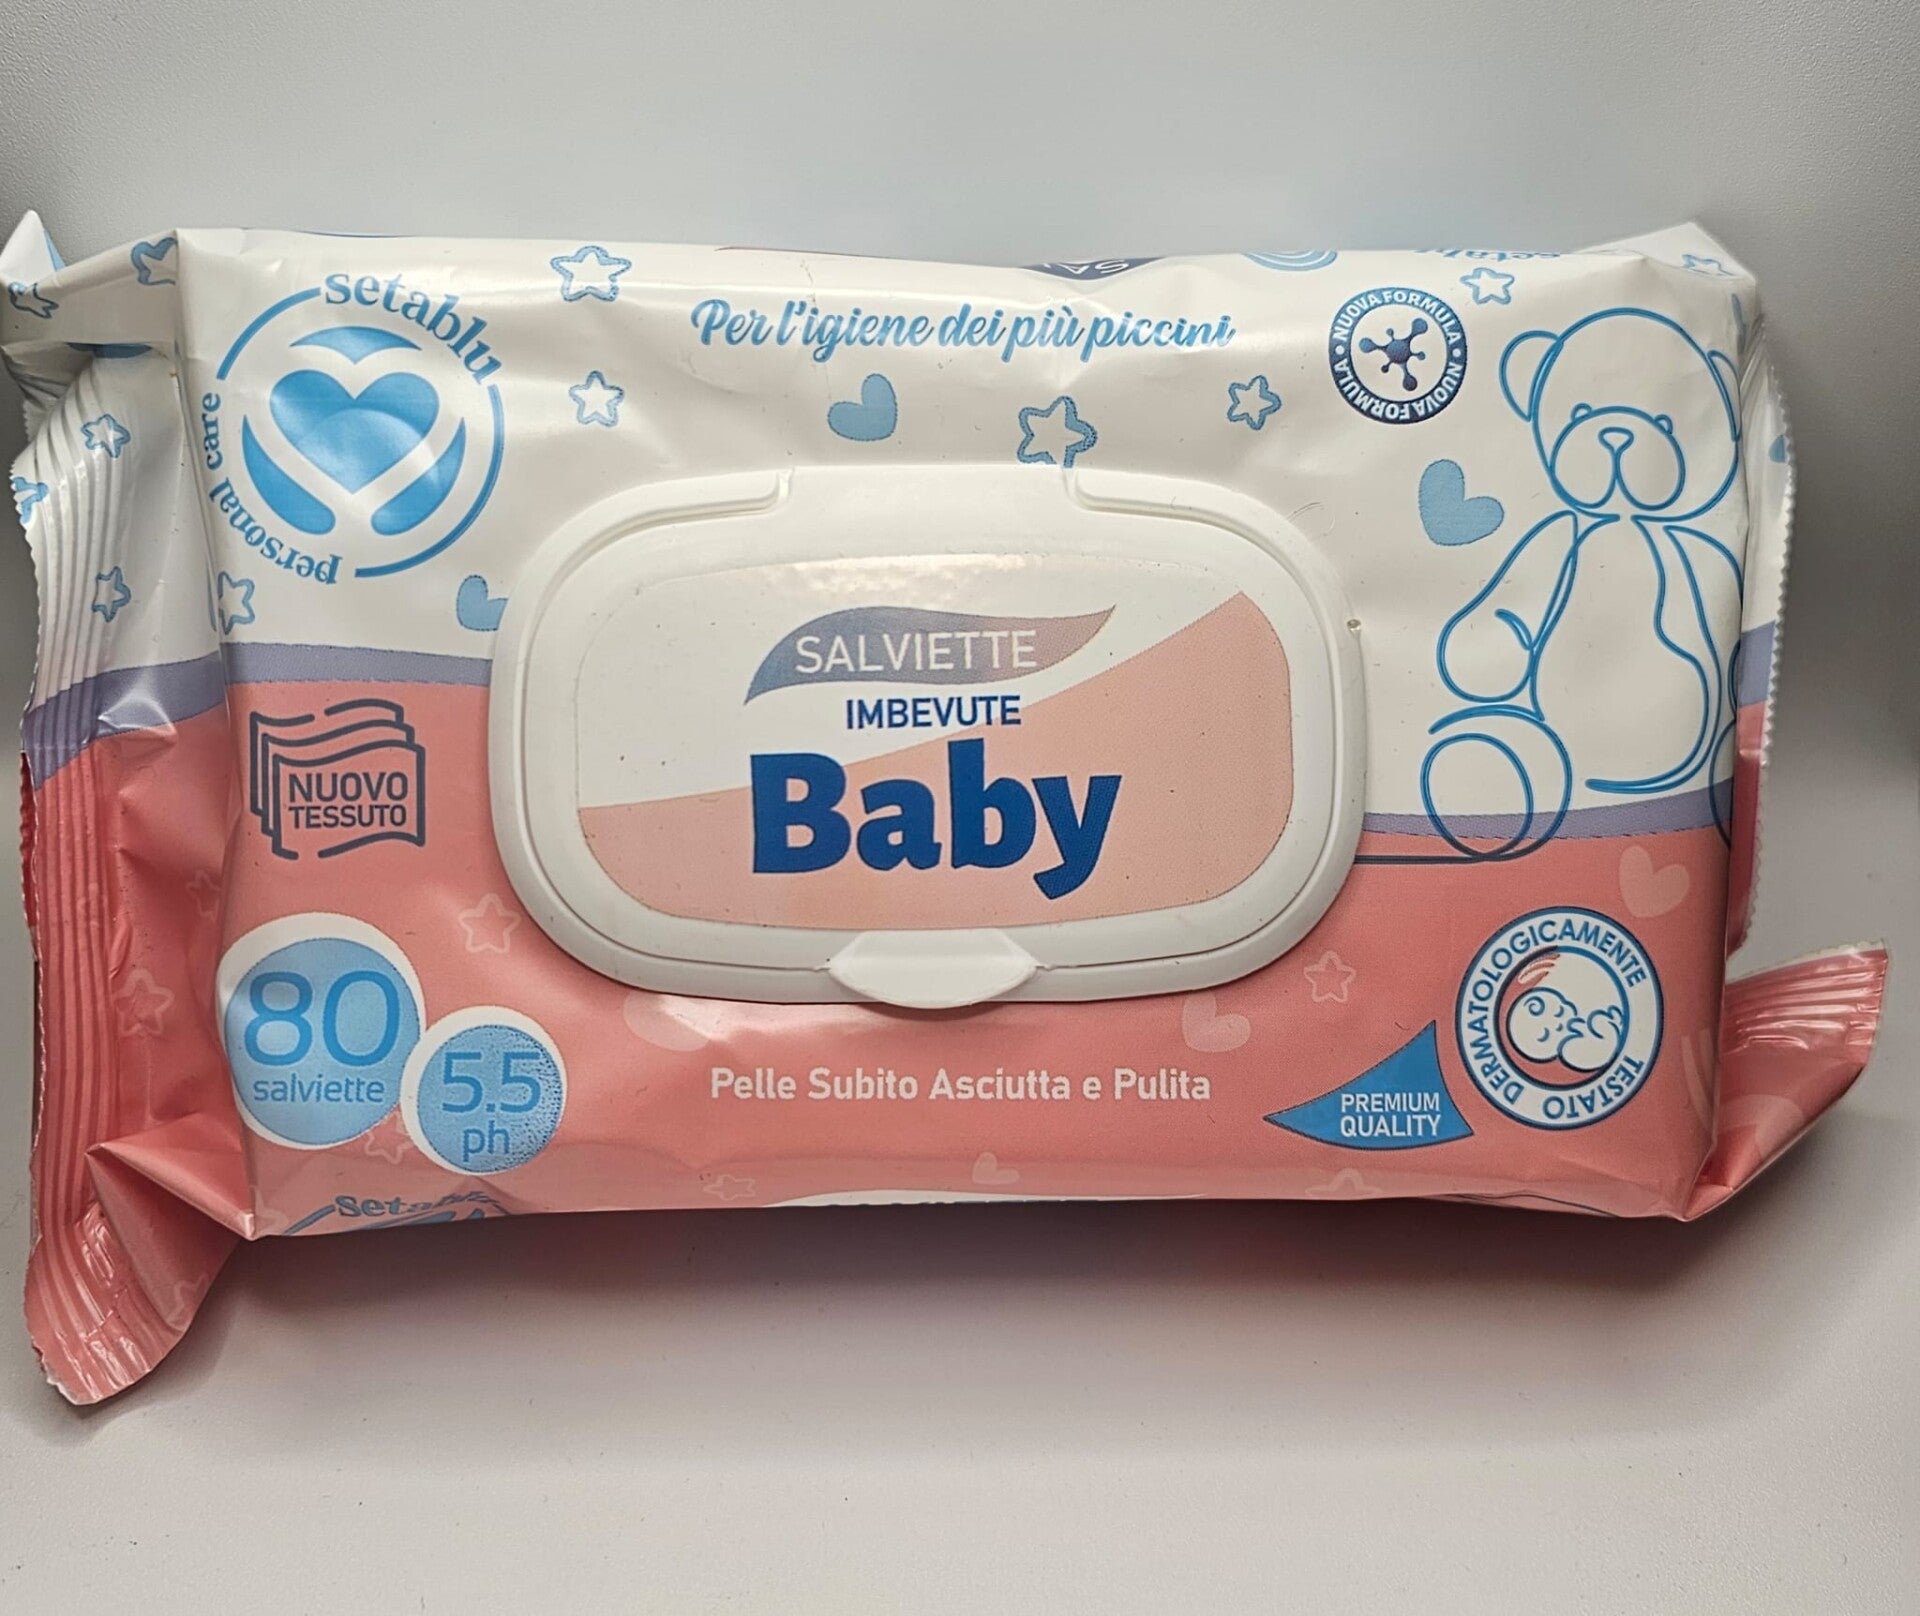 setablu
personal care
Per l'igiene dei più piccini
NUOVA FORMULA • NUOVA FORMULA •
SALVIETTE
IMBEVUTE
Baby
NUOVO
TESSUTO
80
salviette
5.5
ph
Pelle Subito Asciutta e Pulita
PREMIUM
QUALITY
DERMATOLOGICAMENTE
TESTATO